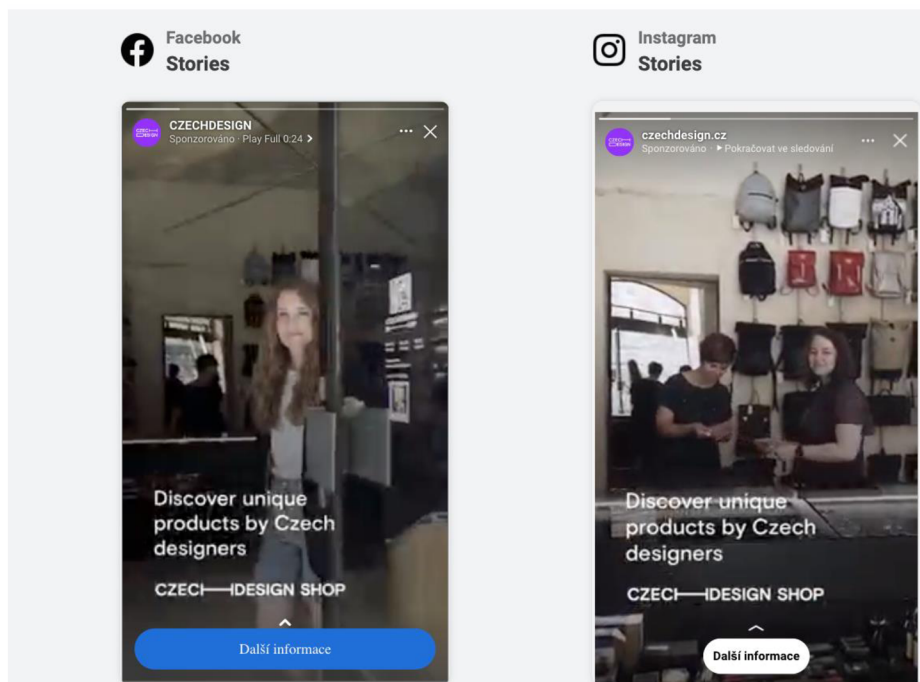 Facebook
Stories
CZECHDESIGN
Sponzorováno · Play Full 0:24
Discover unique
products by Czech
designers
CZECH—DESIGN SHOP
Další informace
Instagram
Stories
czechdesign.cz
Sponzorováno · Pokračovat ve sledování
Discover unique
products by Czech
designers
CZECH—DESIGN SHOP
Další informace